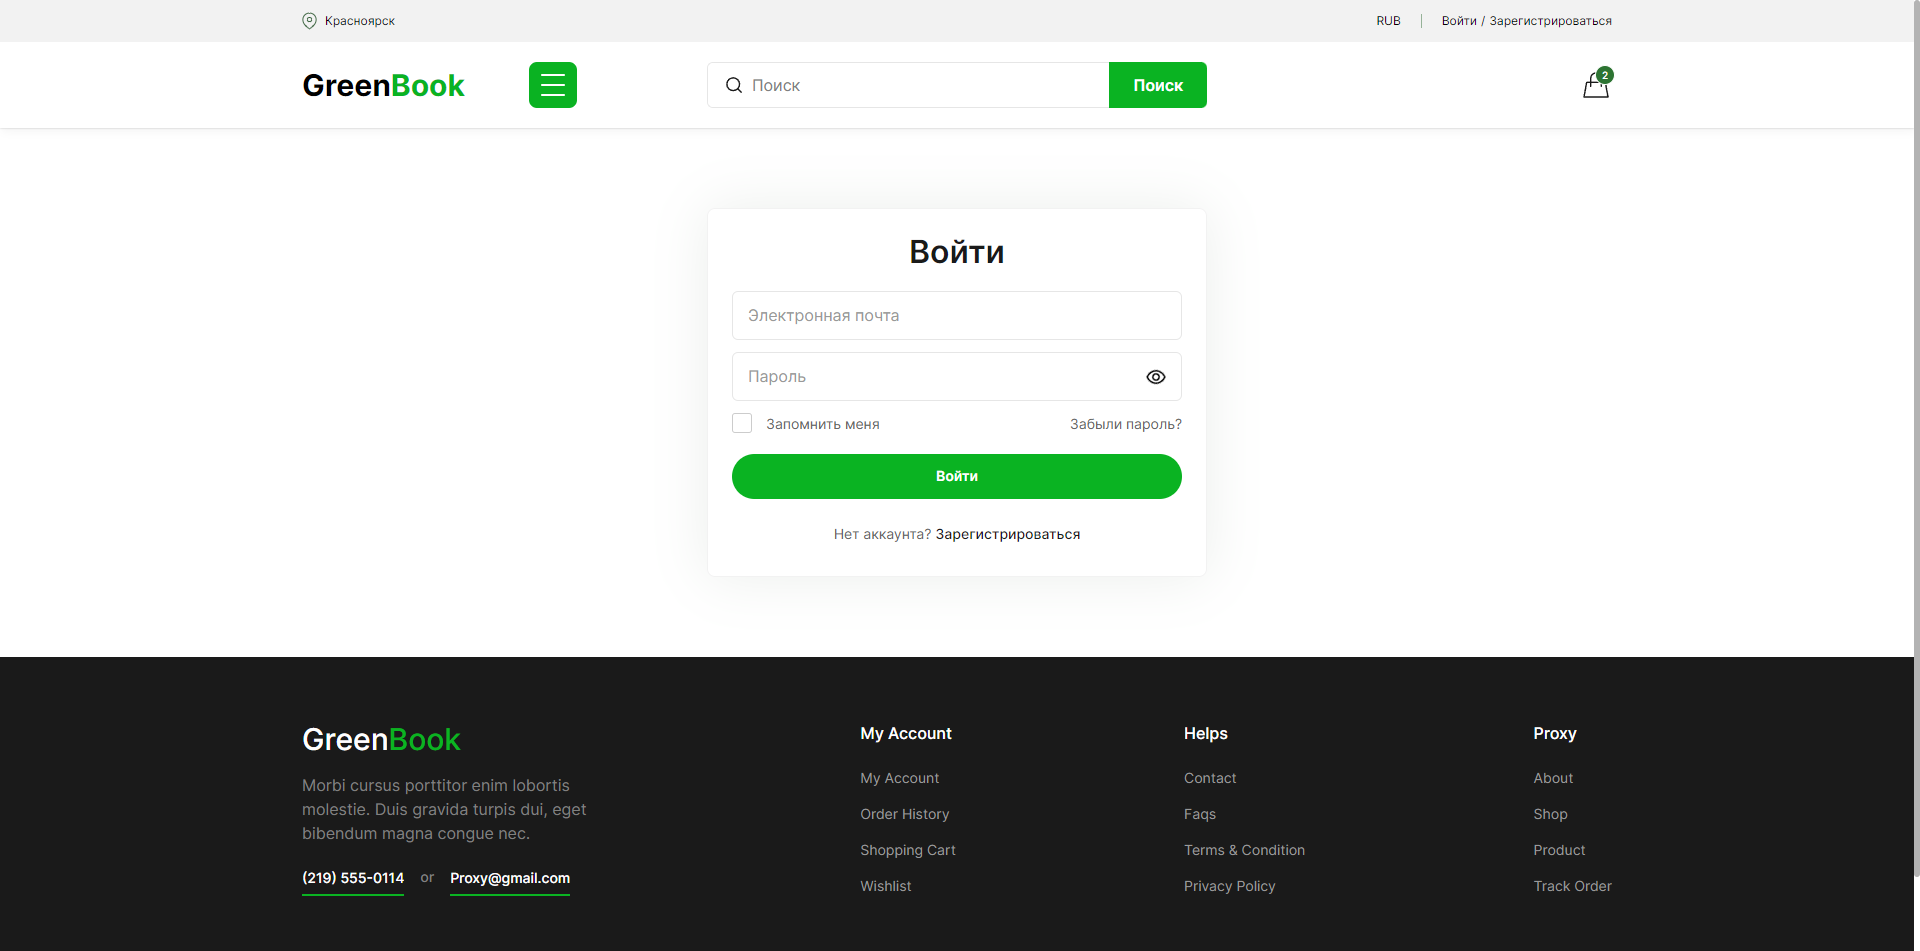 Красноярск
RUB
Войти / Зарегистрироваться
GreenBook
Поиск
Поиск
2
Войти
Электронная почта
Пароль
Запомнить меня
Забыли пароль?
Войти
Нет аккаунта? Зарегистрироваться
GreenBook
Morbi cursus porttitor enim lobortis
molestie. Duis gravida turpis dui, eget
bibendum magna congue nec.
(219) 555-0114 or Proxy@gmail.com
My Account
My Account
Order History
Shopping Cart
Wishlist
Helps
Contact
Faqs
Terms & Condition
Privacy Policy
Proxy
About
Shop
Product
Track Order